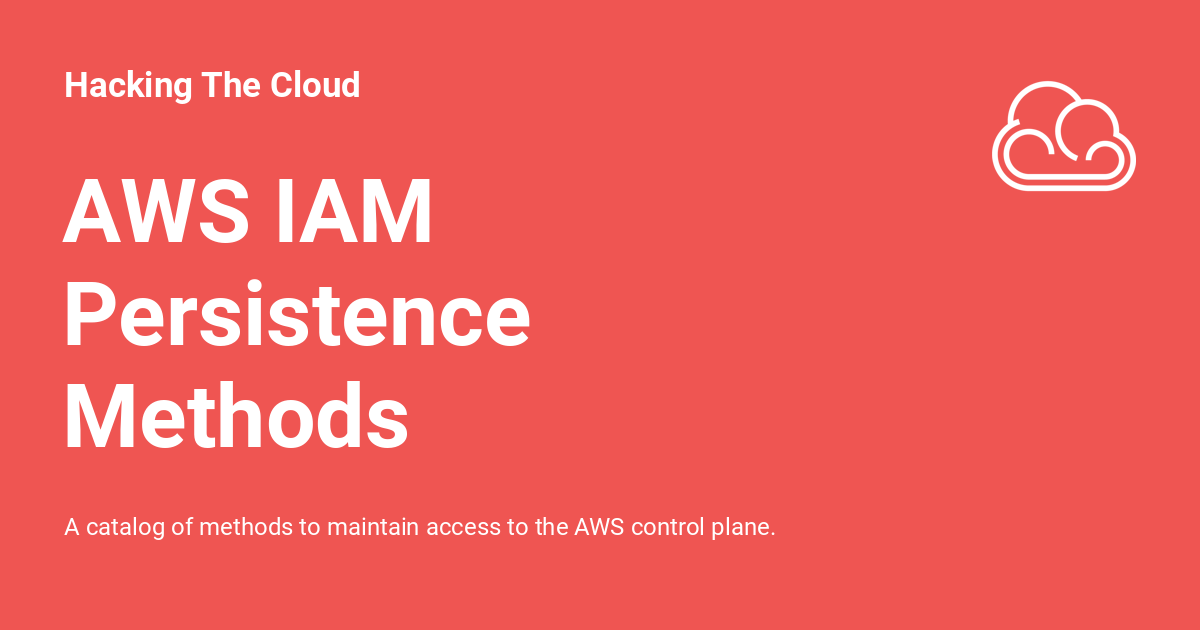 Hacking The Cloud
AWS IAM
Persistence
Methods
A catalog of methods to maintain access to the AWS control plane.